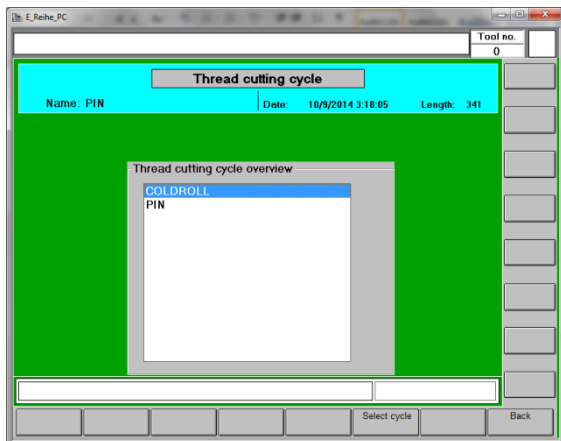 E_Reihe_PC
Tool no.
0
Thread cutting cycle
Name: PIN Date: 10/9/2014 3:18:05 Length: 341
Thread cutting cycle overview
COLDROLL
PIN
Select cycle Back